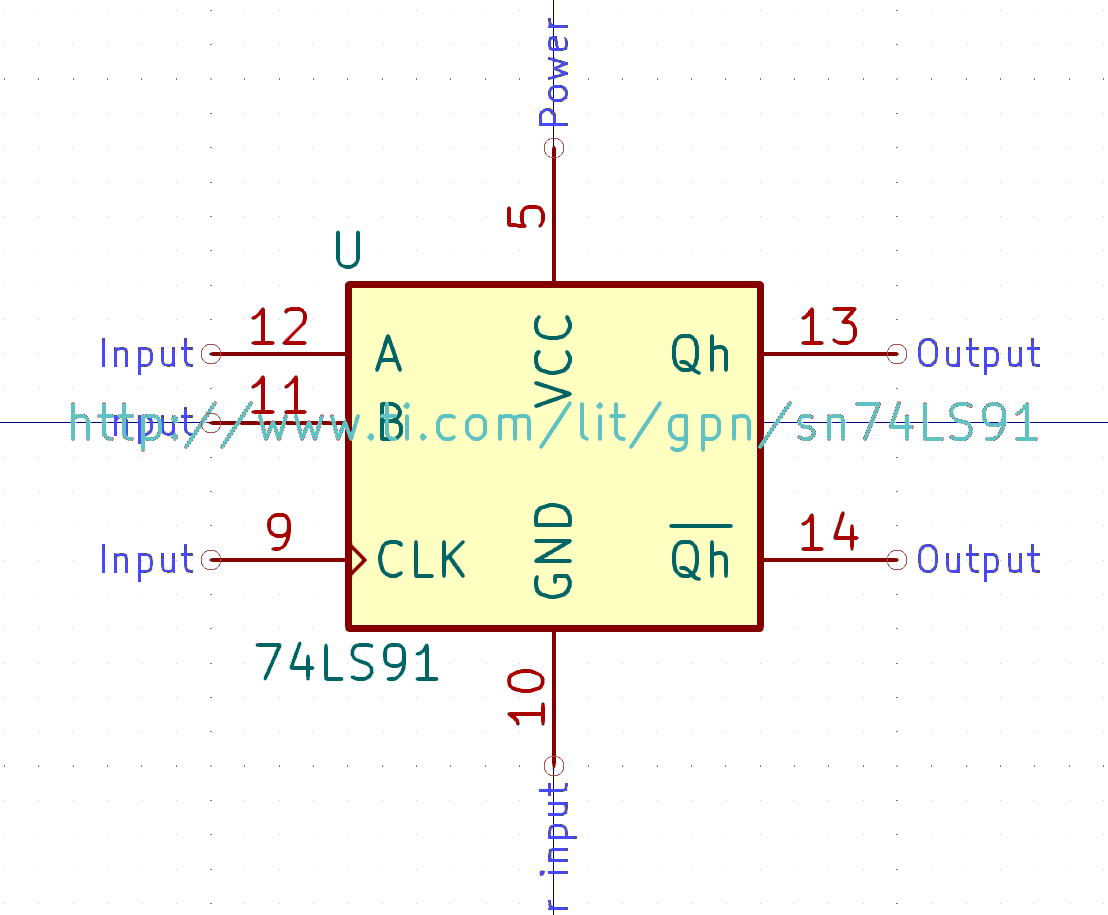 Power
5
U
12
13
Input
A
VCC
Qh
Output
11
Input
B
http://www.ti.com/lit/gpn/sn74LS91
9
14
Input
CLK
GND
Qh
Output
74LS91
10
r input